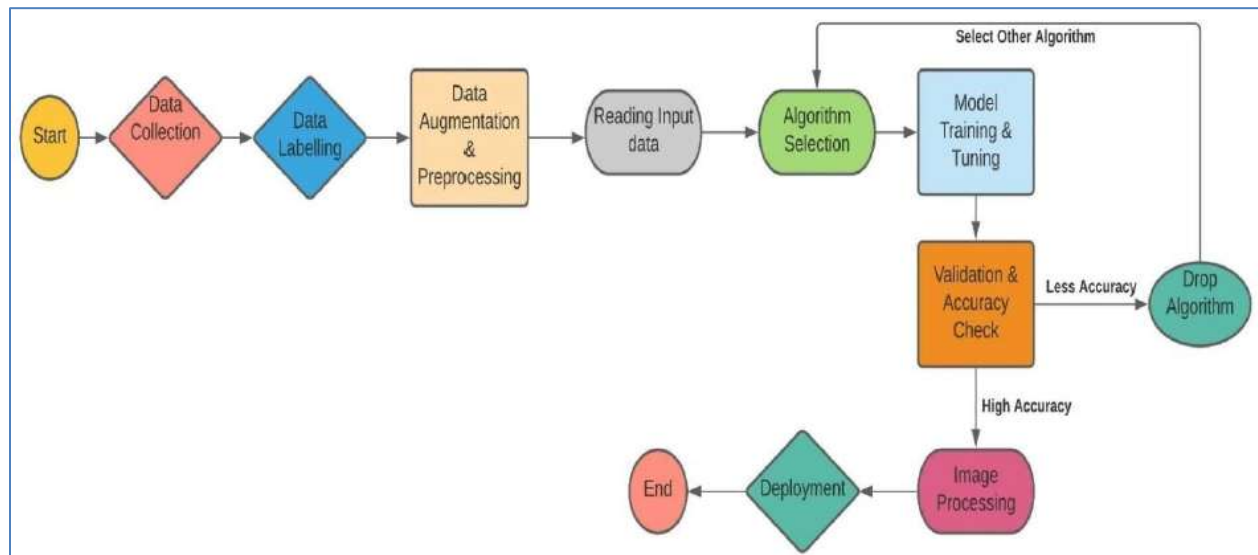 Start
Data
Collection
Data
Labelling
Data
Augmentation
&
Preprocessing
Reading Input
data
Algorithm
Selection
Select Other Algorithm
Model
Training &
Tuning
Validation &
Accuracy
Check
Less Accuracy
Drop
Algorithm
High Accuracy
Image
Processing
Deployment
End